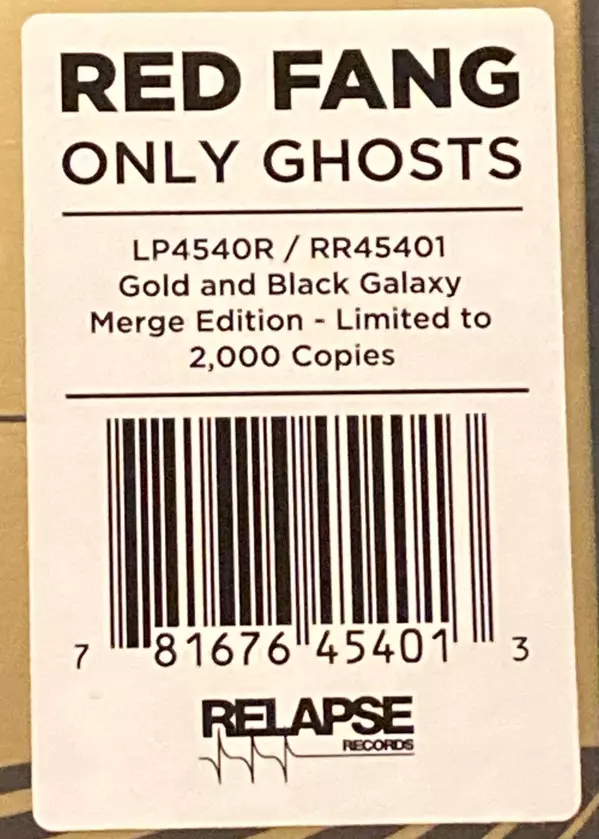 RED FANG
ONLY GHOSTS
LP4540R / RR45401
Gold and Black Galaxy
Merge Edition - Limited to
2,000 Copies
7 81676 45401 3
RELAPSE
RECORDS